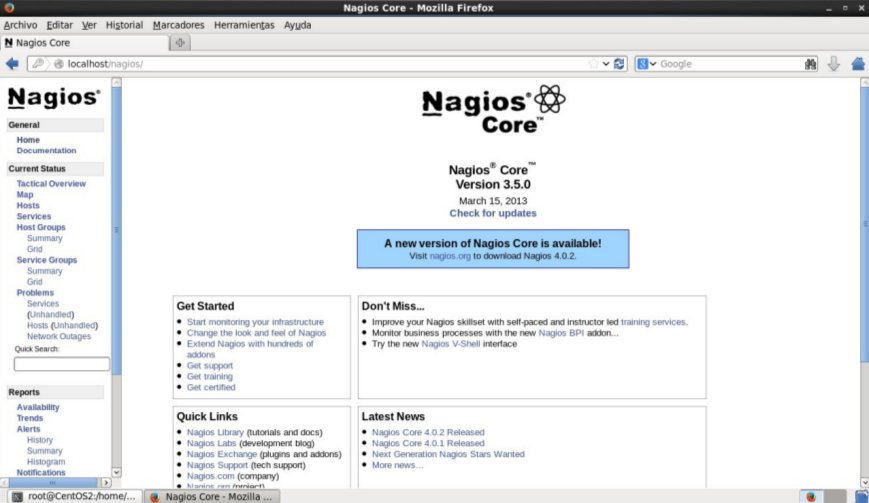 Nagios Core - Mozilla Firefox
Archivo Editar Ver Historial Marcadores Herramientas Ayuda
Nagios Core
localhost/nagios/
Google
Nagios®
General
Home
Documentation
Current Status
Tactical Overview
Map
Hosts
Services
Host Groups
Summary
Grid
Service Groups
Summary
Grid
Problems
Services
(Unhandled)
Hosts (Unhandled)
Network Outages
Quick Search:
Reports
Availability
Trends
Alerts
History
Summary
Histogram
Notifications
Nagios®
Core™
Nagios® Core™
Version 3.5.0
March 15, 2013
Check for updates
A new version of Nagios Core is available!
Visit nagios.org to download Nagios 4.0.2.
Get Started
Start monitoring your infrastructure
Change the look and feel of Nagios
Extend Nagios with hundreds of
addons
Get support
Get training
Get certified
Don't Miss...
Improve your Nagios skillset with self-paced and instructor led training services.
Monitor business processes with the new Nagios BPI addon...
Try the new Nagios V-Shell interface
Quick Links
Nagios Library (tutorials and docs)
Nagios Labs (development blog)
Nagios Exchange (plugins and addons)
Nagios Support (tech support)
Nagios.com (company)
Nagios.org (project)
Latest News
Nagios Core 4.0.2 Released
Nagios Core 4.0.1 Released
Next Generation Nagios Stars Wanted
More news...
root@CentOS2:/home/...
Nagios Core - Mozilla ...